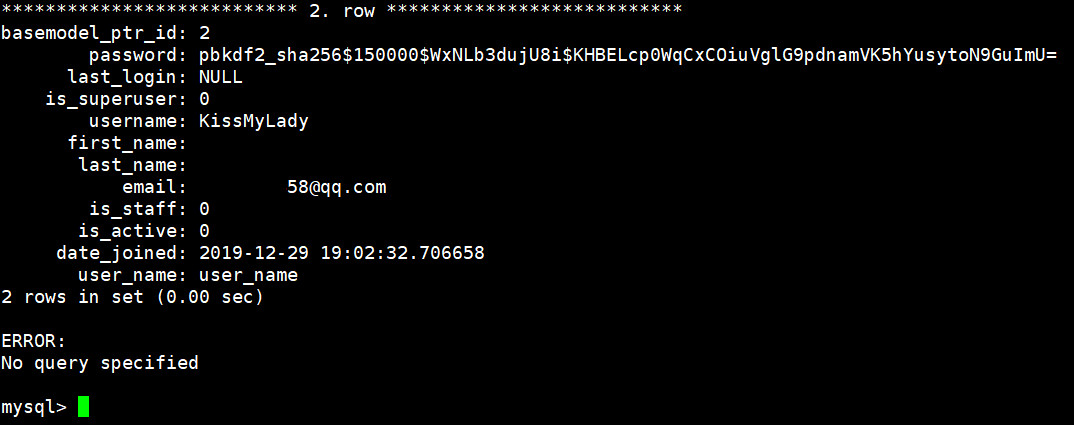 *************************** 2. row ***************************
basemodel_ptr_id: 2
password: pbkdf2_sha256$150000$WxNLb3dujU8i$KHBELcp0WqCxCOiuVglG9pdnamVK5hYusytoN9GuImU=
last_login: NULL
is_superuser: 0
username: KissMyLady
first_name:
last_name:
email: 58@qq.com
is_staff: 0
is_active: 0
date_joined: 2019-12-29 19:02:32.706658
user_name: user_name
2 rows in set (0.00 sec)
ERROR:
No query specified
mysql>